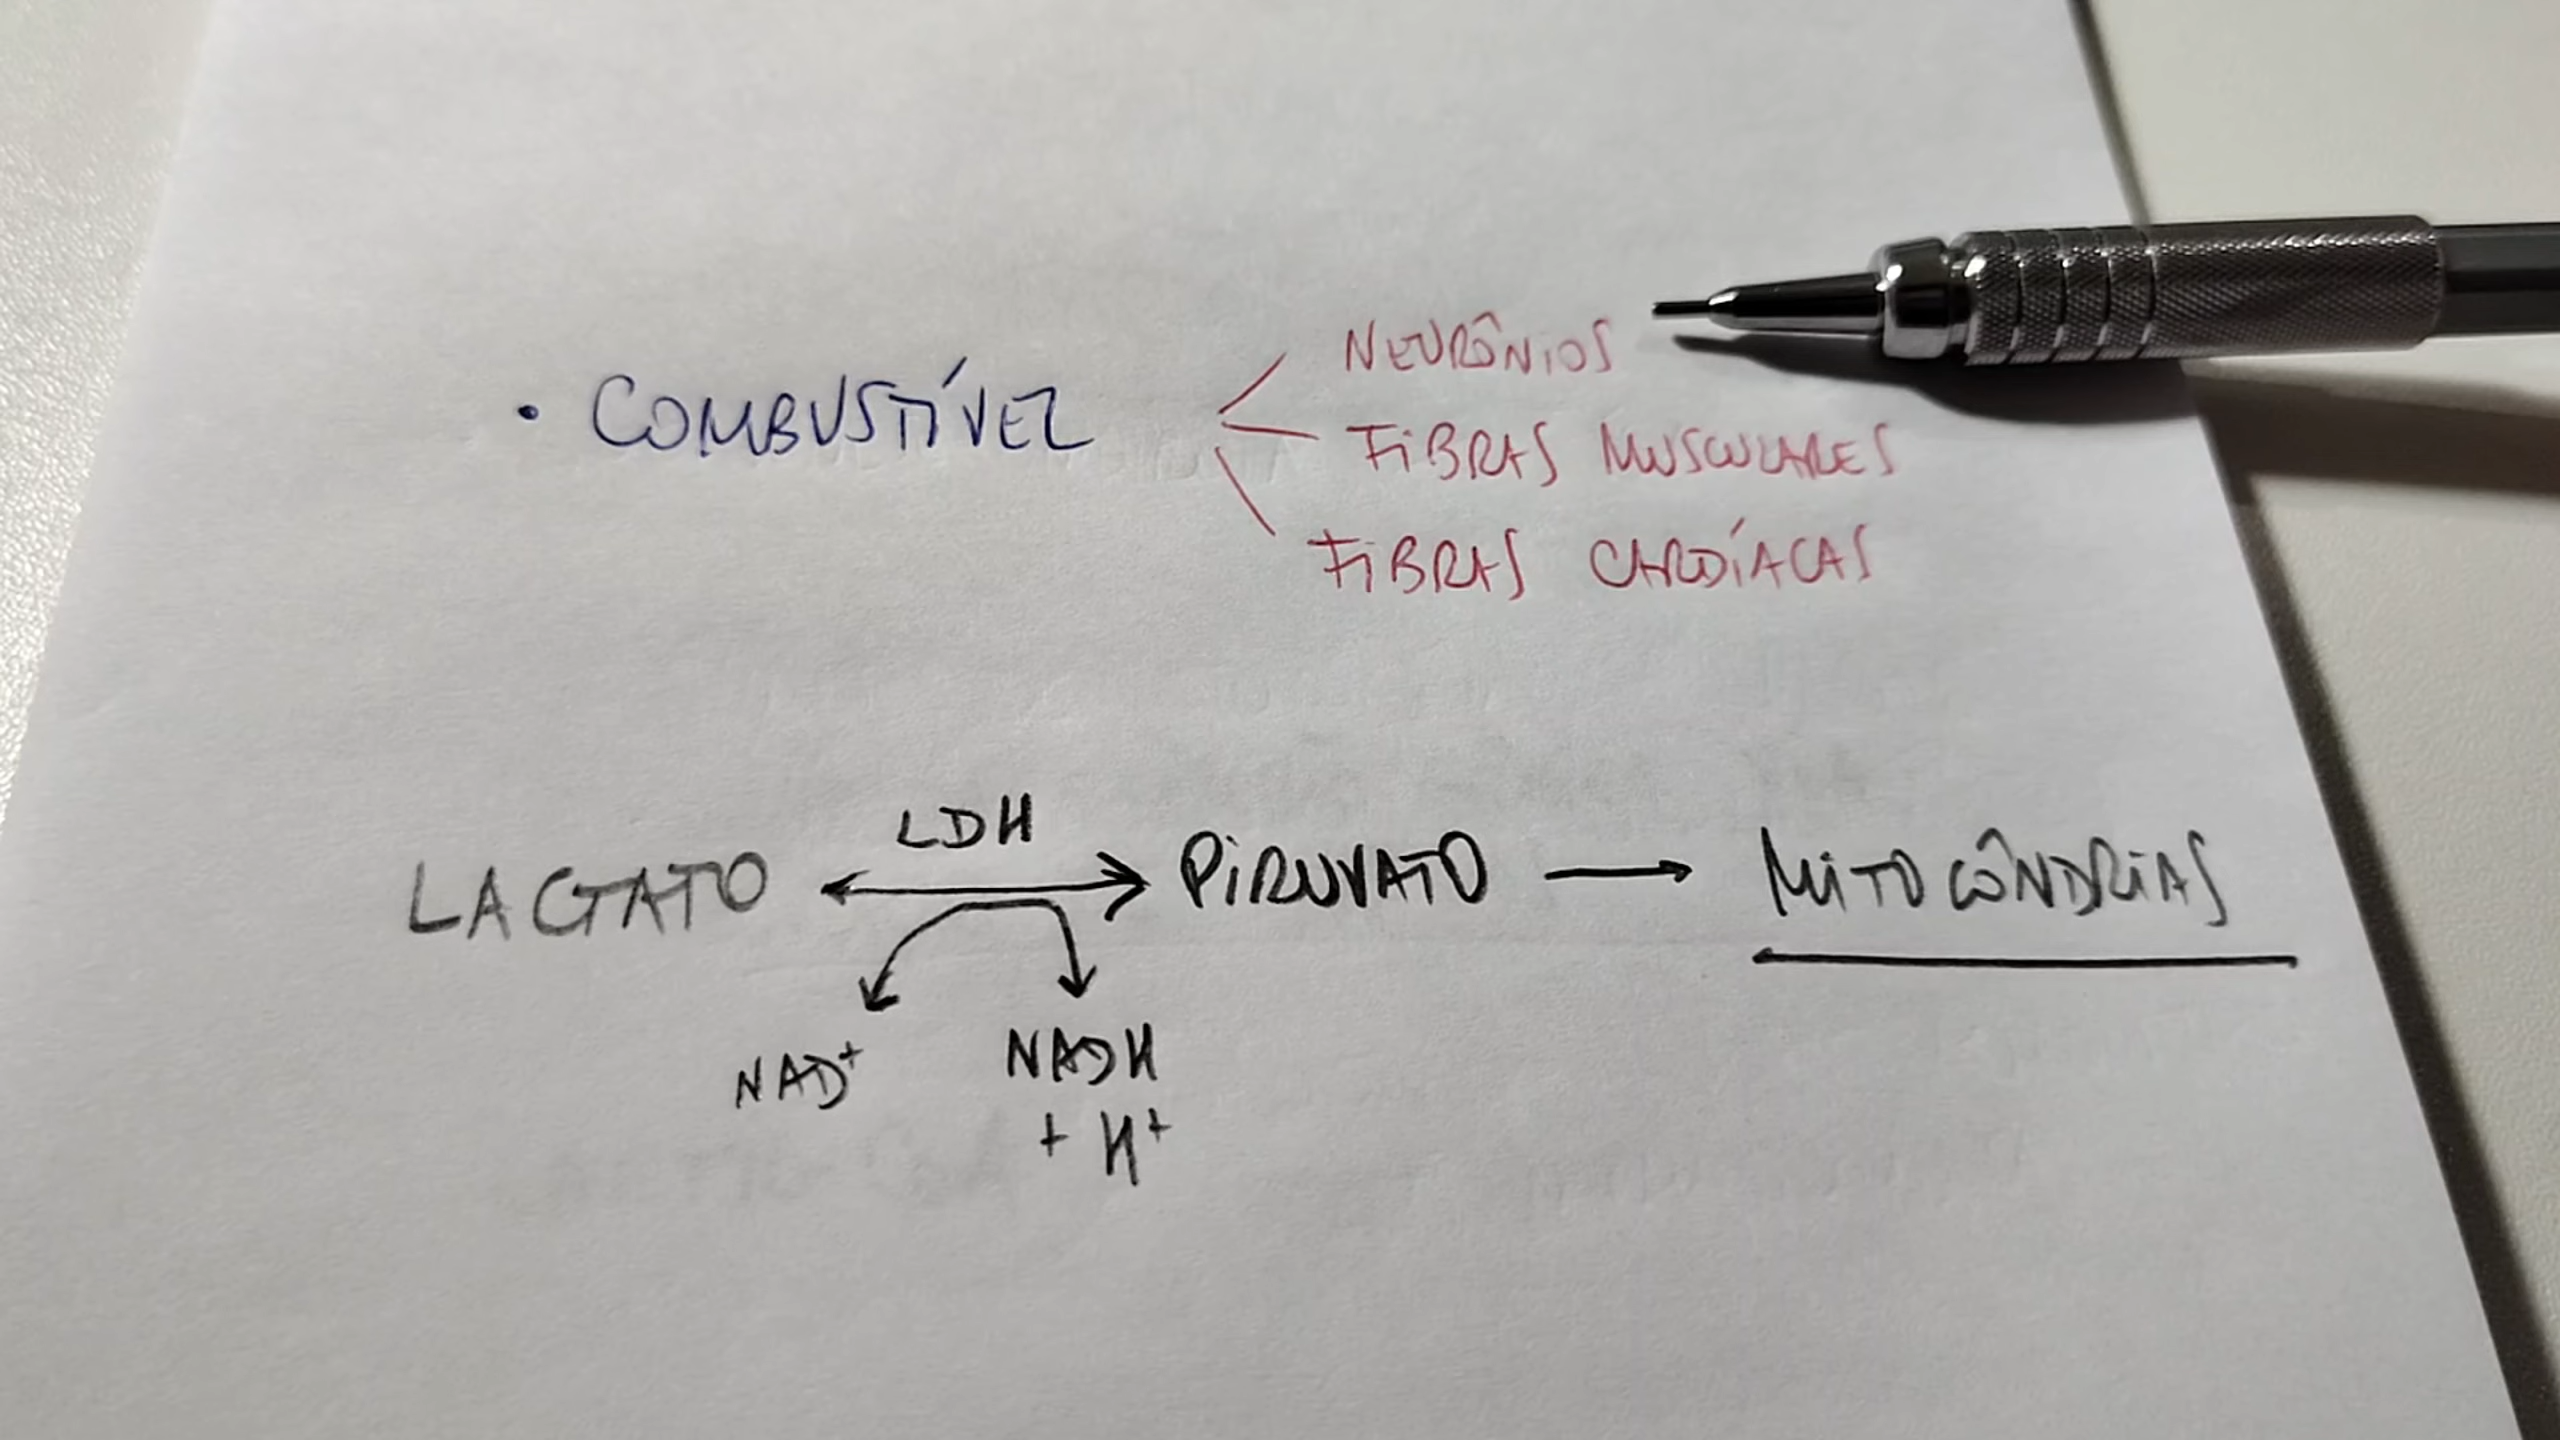 • COMBUSTÍVEL
NEURÔNIOS
FIBRAS MUSCULARES
FIBRAS CARDÍACAS
LDH
LACTATO ↔ PIRUVATO → MITOCÔNDRIAS
NAD+ NADH
+ H+